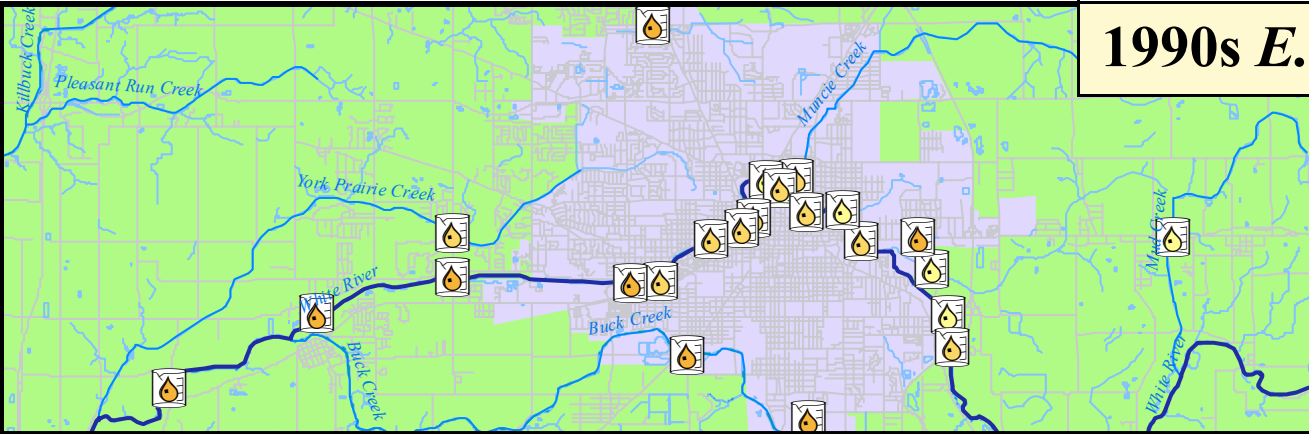 1990s E.
Killbuck Creek
Pleasant Run Creek
Muncie Creek
York Prairie Creek
Mud Creek
White River
Buck Creek
Buck Creek
White River